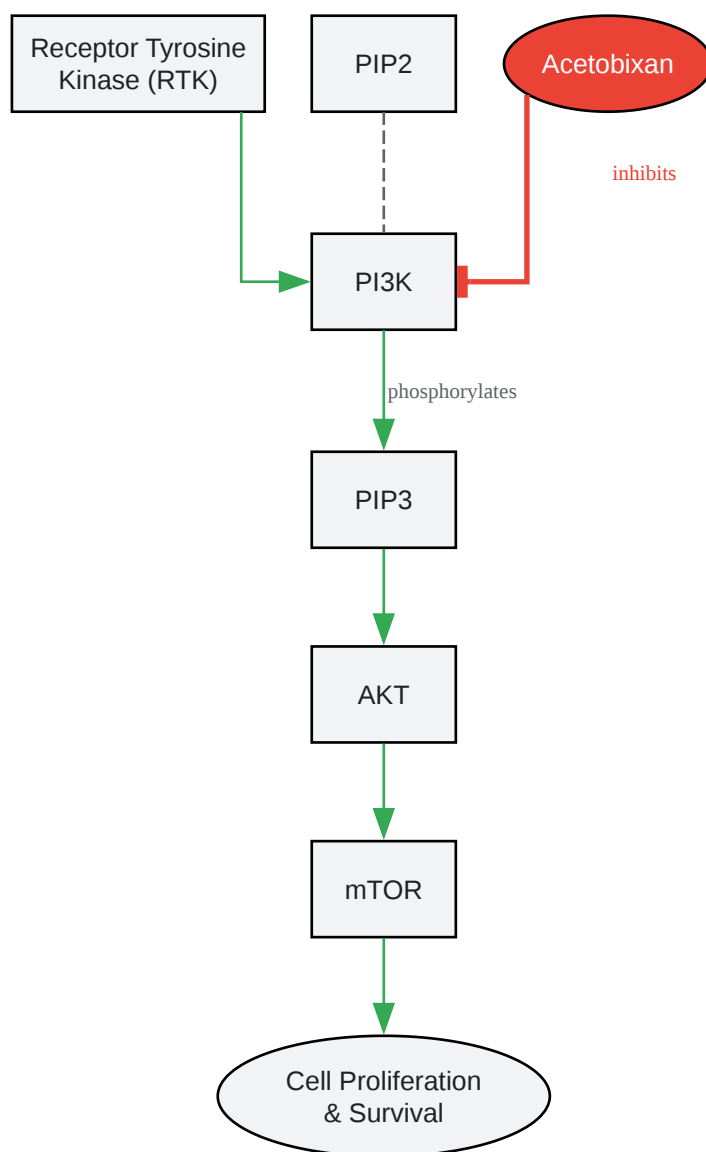 Receptor Tyrosine
Kinase (RTK)
PIP2
Acetobixan
inhibits
PI3K
phosphorylates
PIP3
AKT
mTOR
Cell Proliferation
& Survival